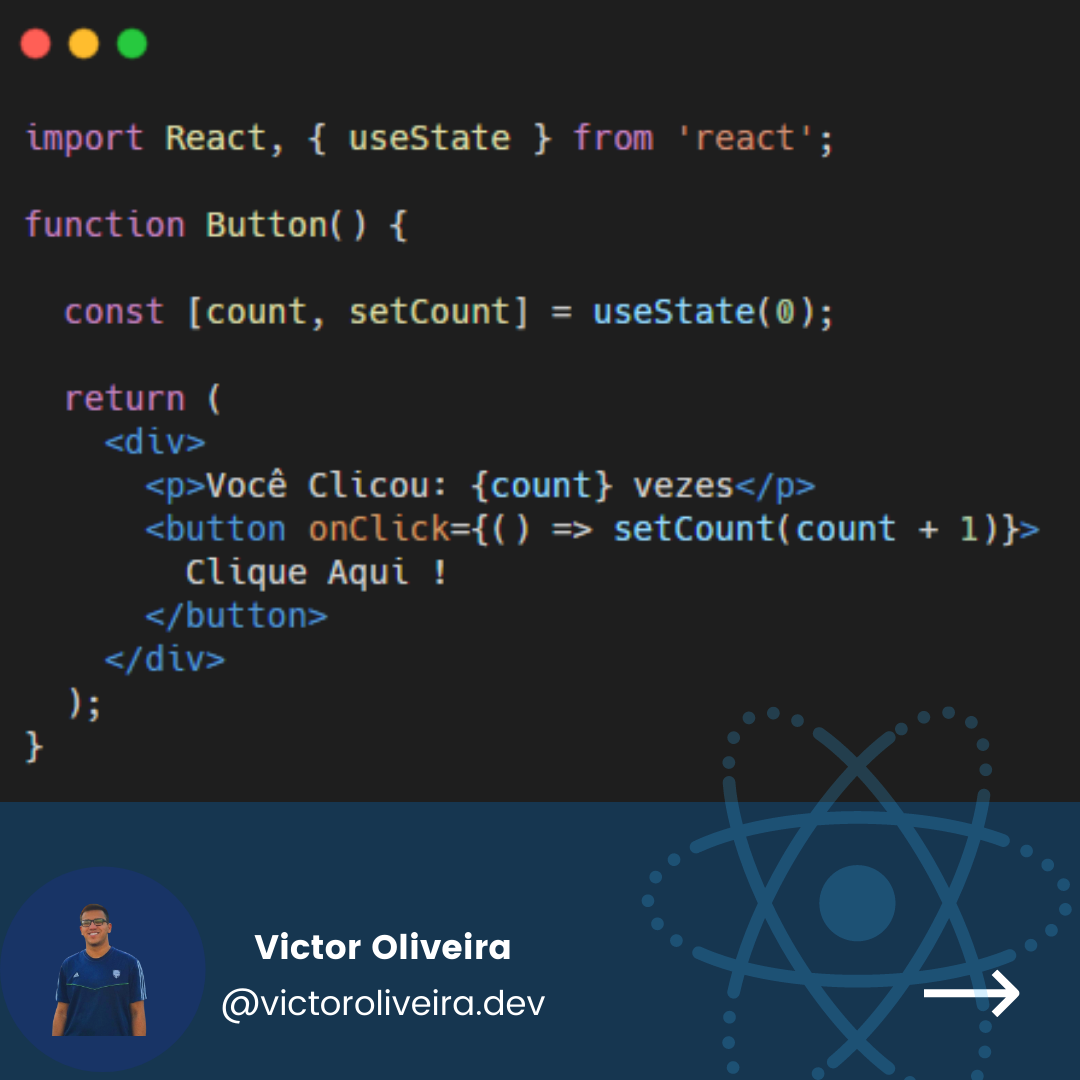 import React, { useState } from 'react';
function Button() {
const [count, setCount] = useState(0);
return (
<div>
<p>Você Clicou: {count} vezes</p>
<button onClick={() => setCount(count + 1)}>
Clique Aqui !
</button>
</div>
);
}
Victor Oliveira
@victoroliveira.dev